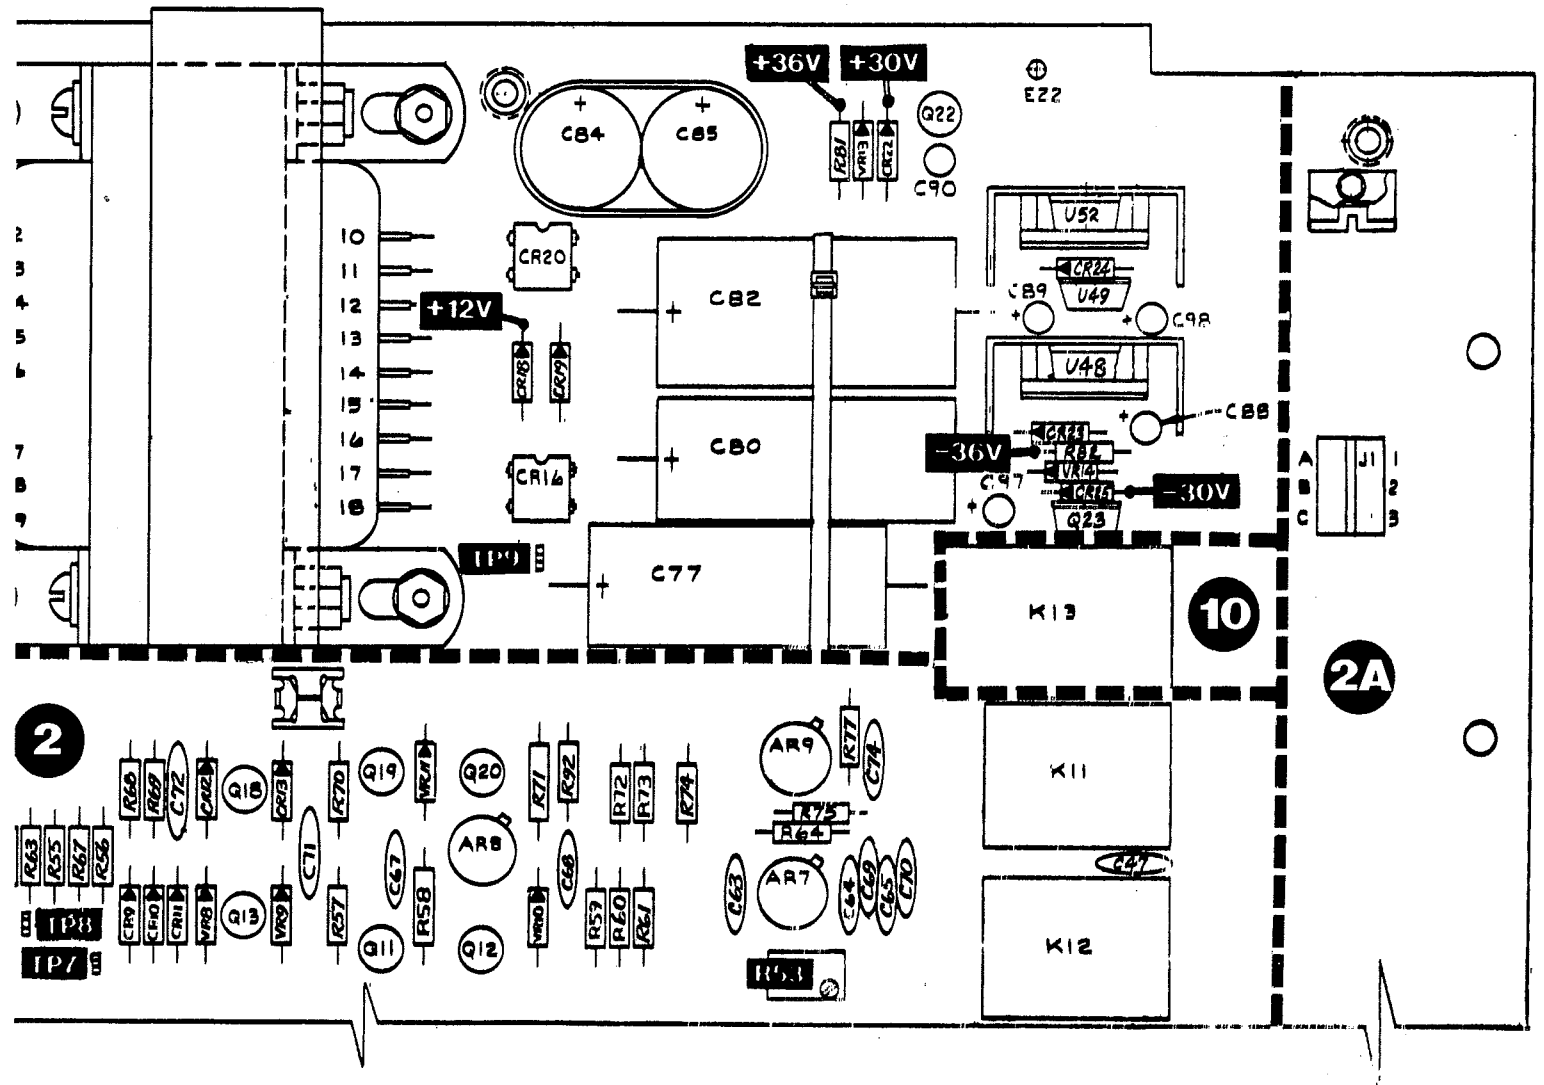 +36V +30V
E22
C84 C85
R81 VR13 CR22
Q22
C90
U52
10
11
12
13
14
15
16
17
18
2
3
4
5
6
7
8
9
CR20
+12V
CR18 CR19
CR16
TP9
C82
C80
C77
CR24
U49
C89
C98
U48
C88
CR23
-36V
R82
VR14
C97
CR25
-30V
Q23
A J1 1
B 2
C 3
K13
10
2A
2
R68 R69 C72 CR12 Q18 CR13 R70 Q19 VR11 Q20 R71 R92 R72 R73 R74
AR9 R77 C74
K11
R75
R64
R63 R55 R67 R56
C71 C67 AR8 C68
C63 AR7 C64 C69 C65 C70
C47
TP8
TP7
CR9 CR10 CR11 VR8 Q13 VR9 R57 Q11 R58 Q12 VR10 R59 R60 R61
R53
K12